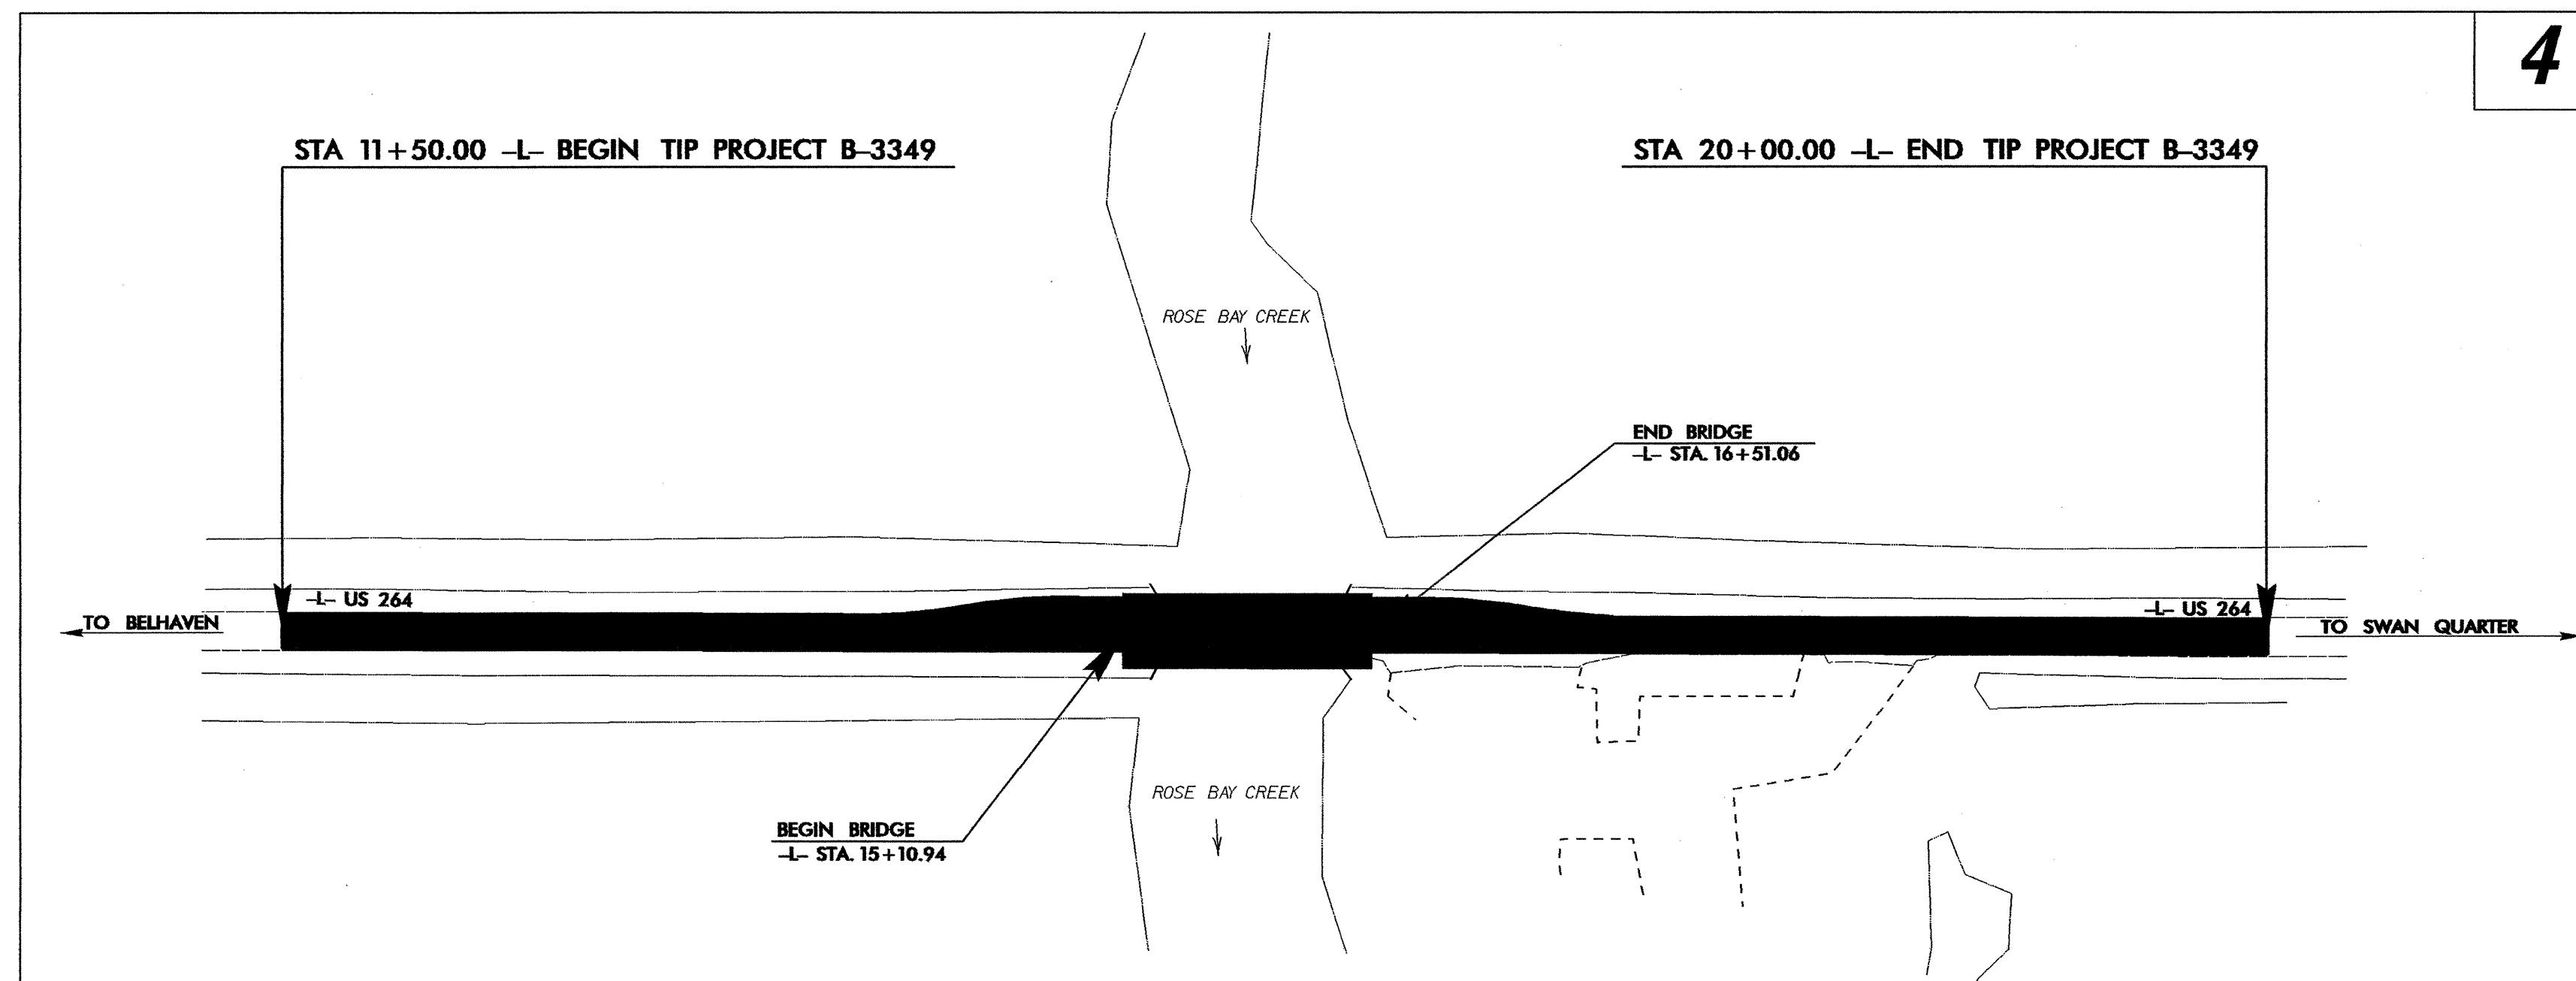 4
STA 11+50.00 -L- BEGIN TIP PROJECT B-3349
STA 20+00.00 -L- END TIP PROJECT B-3349
ROSE BAY CREEK
END BRIDGE
-L- STA. 16+51.06
-L- US 264
-L- US 264
TO BELHAVEN
TO SWAN QUARTER
ROSE BAY CREEK
BEGIN BRIDGE
-L- STA. 15+10.94